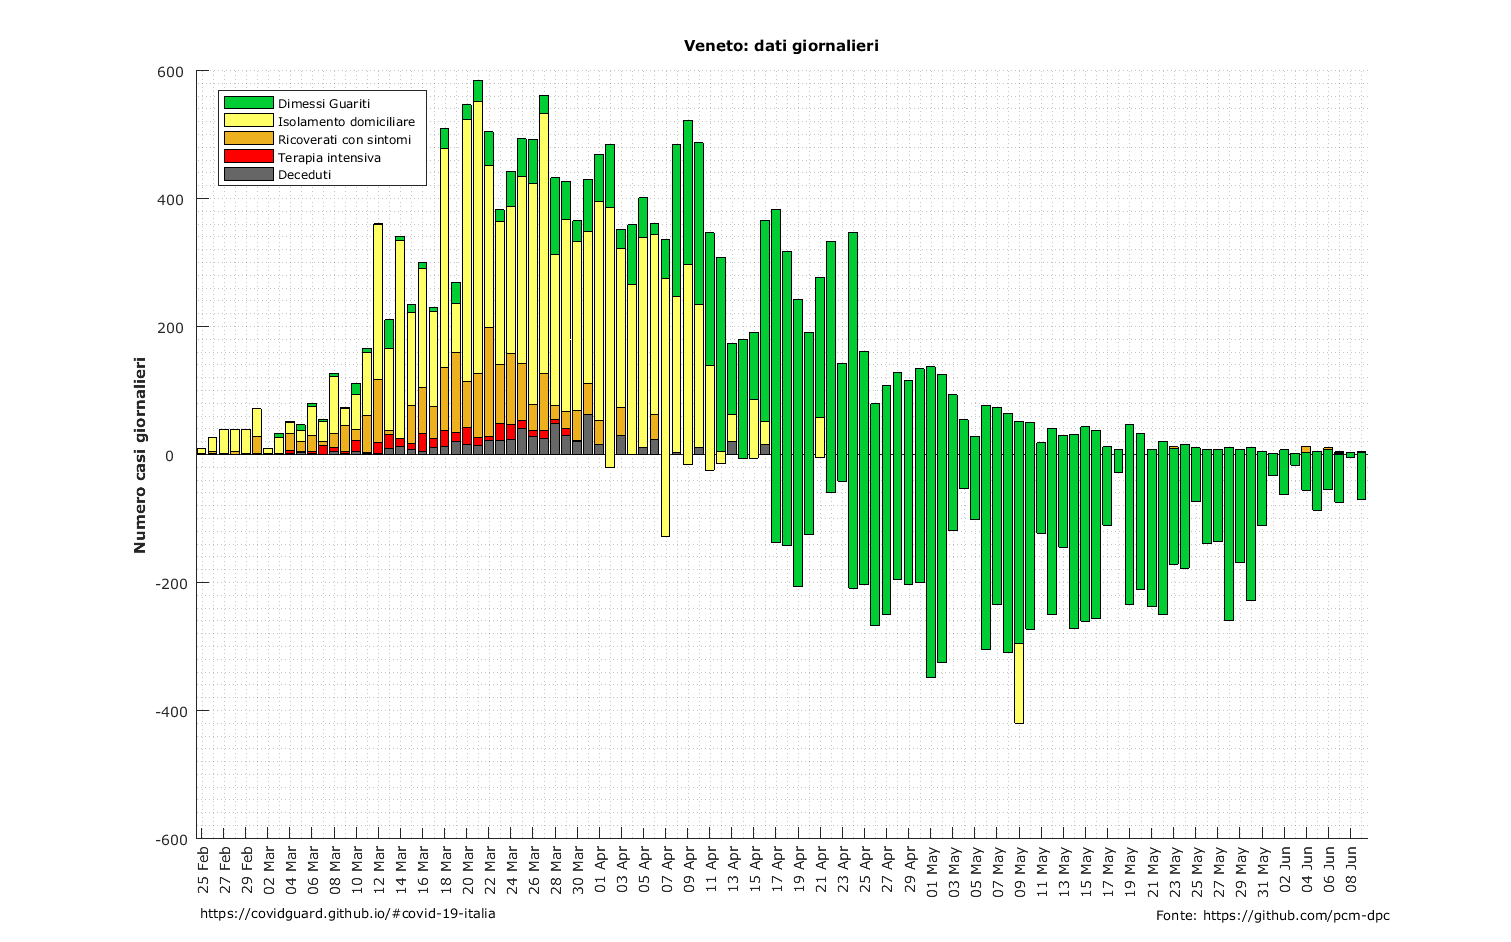 Veneto: dati giornalieri
Dimessi Guariti
Isolamento domiciliare
Ricoverati con sintomi
Terapia intensiva
Deceduti
Numero casi giornalieri
600
400
200
0
-200
-400
-600
25 Feb
27 Feb
29 Feb
02 Mar
04 Mar
06 Mar
08 Mar
10 Mar
12 Mar
14 Mar
16 Mar
18 Mar
20 Mar
22 Mar
24 Mar
26 Mar
28 Mar
30 Mar
01 Apr
03 Apr
05 Apr
07 Apr
09 Apr
11 Apr
13 Apr
15 Apr
17 Apr
19 Apr
21 Apr
23 Apr
25 Apr
27 Apr
29 Apr
01 May
03 May
05 May
07 May
09 May
11 May
13 May
15 May
17 May
19 May
21 May
23 May
25 May
27 May
29 May
31 May
02 Jun
04 Jun
06 Jun
08 Jun
https://covidguard.github.io/#covid-19-italia
Fonte: https://github.com/pcm-dpc